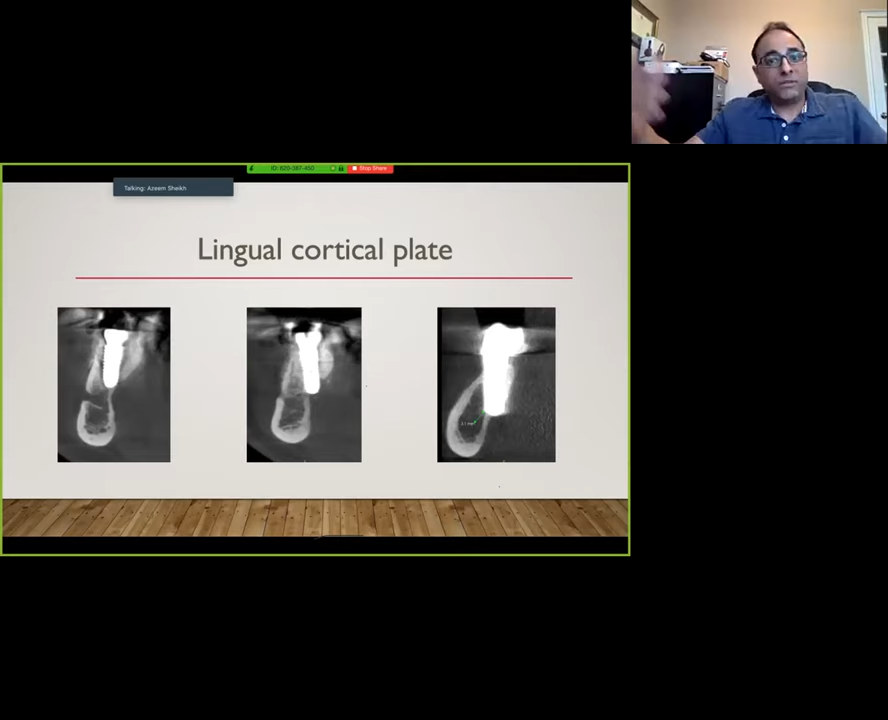 ID: 620-387-450
Stop Share
Talking: Azeem Sheikh
Lingual cortical plate